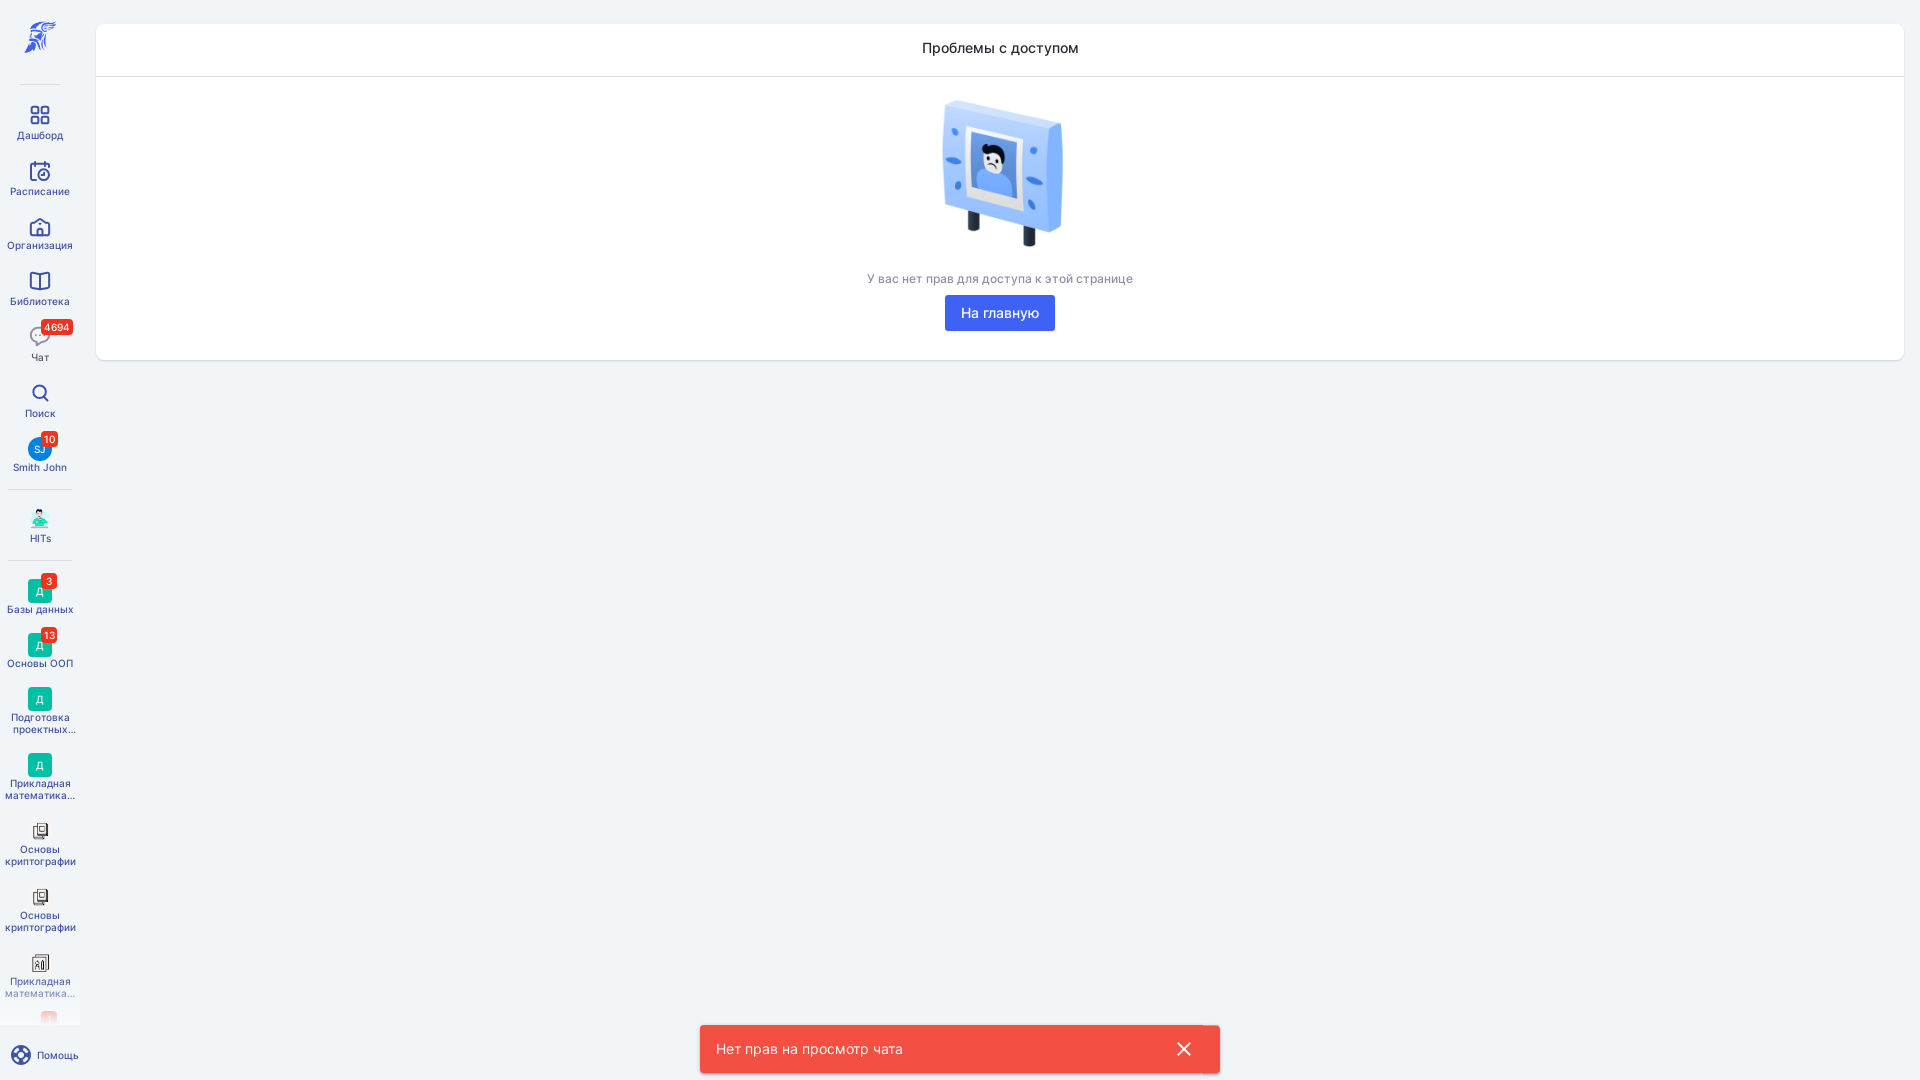 Проблемы с доступом
У вас нет прав для доступа к этой странице
На главную
Дашборд
Расписание
Организация
Библиотека
4694
Чат
Поиск
SJ
10
Smith John
HITs
Д
3
Базы данных
Д
13
Основы ООП
Д
Подготовка
проектных...
Д
Прикладная
математика...
Основы
криптографии
Основы
криптографии
Прикладная
математика...
1
Помощь
Нет прав на просмотр чата